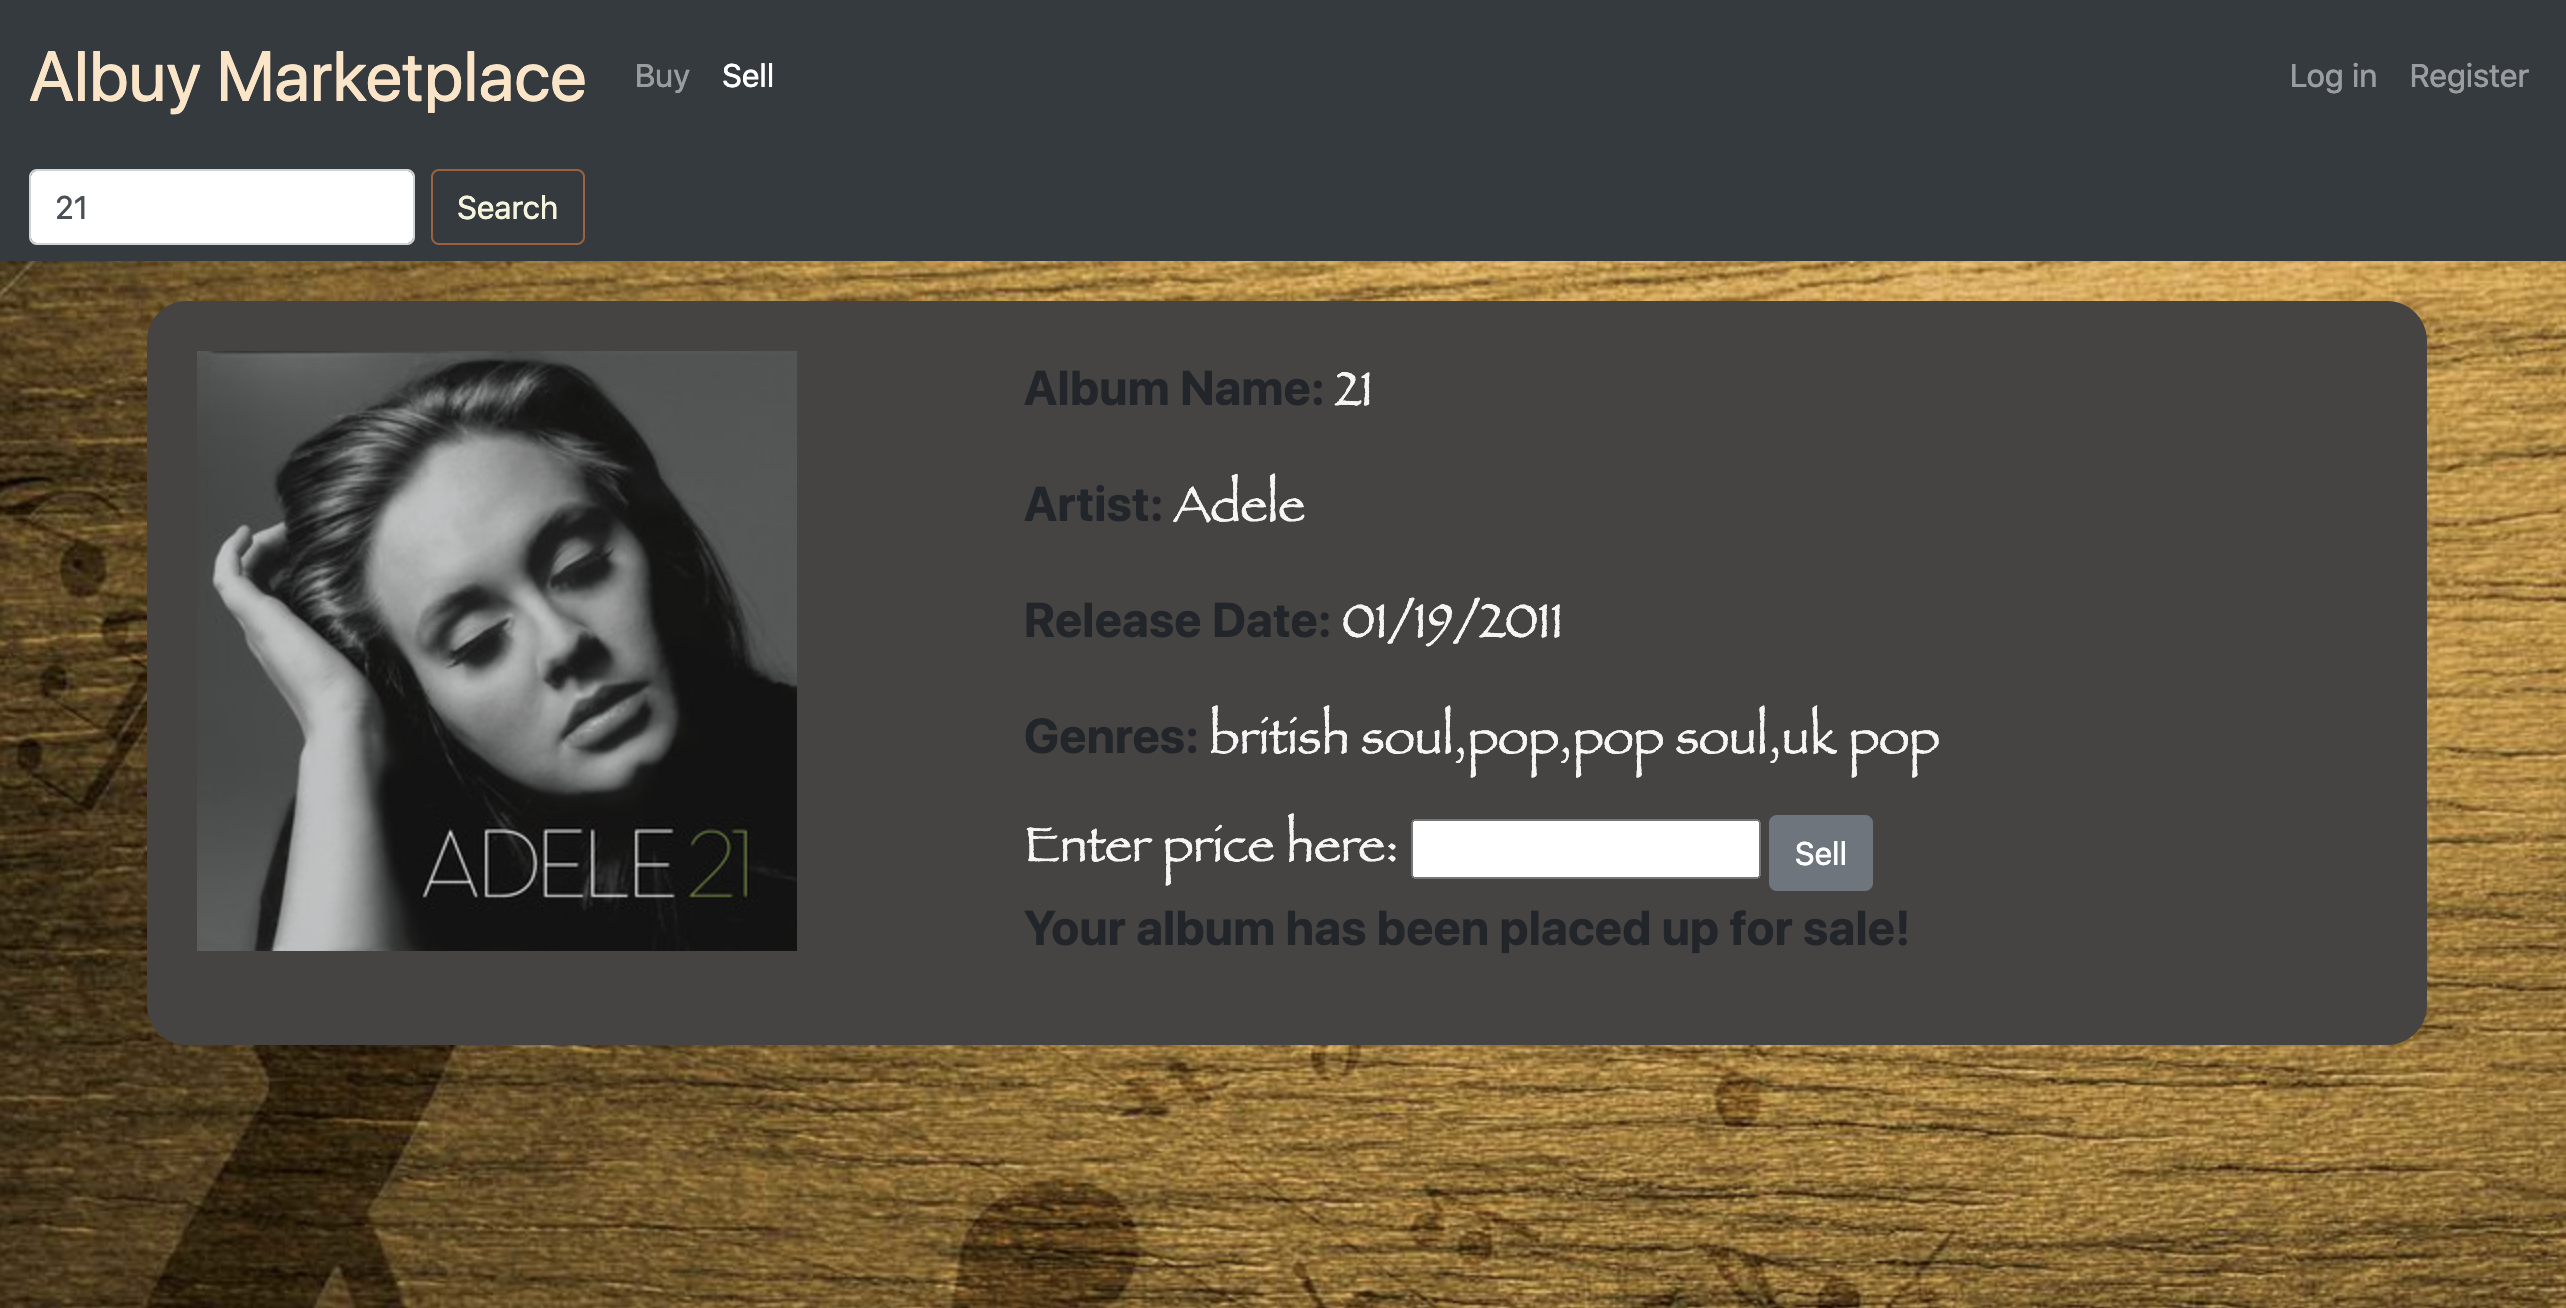 Albuy Marketplace Buy Sell Log in Register
21 Search
Album Name: 21
Artist: Adele
Release Date: 01/19/2011
Genres: british soul,pop,pop soul,uk pop
ADELE 21
Enter price here: Sell
Your album has been placed up for sale!